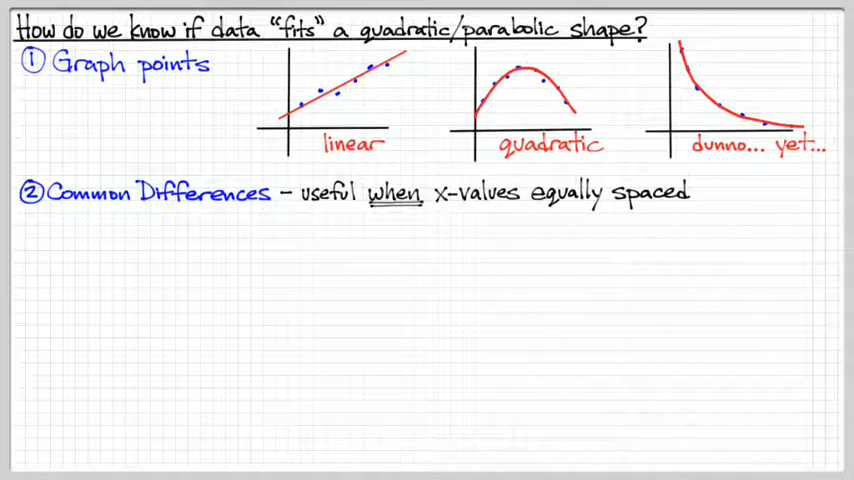 How do we know if data "fits" a quadratic/parabolic shape?
① Graph points
linear
quadratic
dunno... yet...
② Common Differences - useful when x-values equally spaced